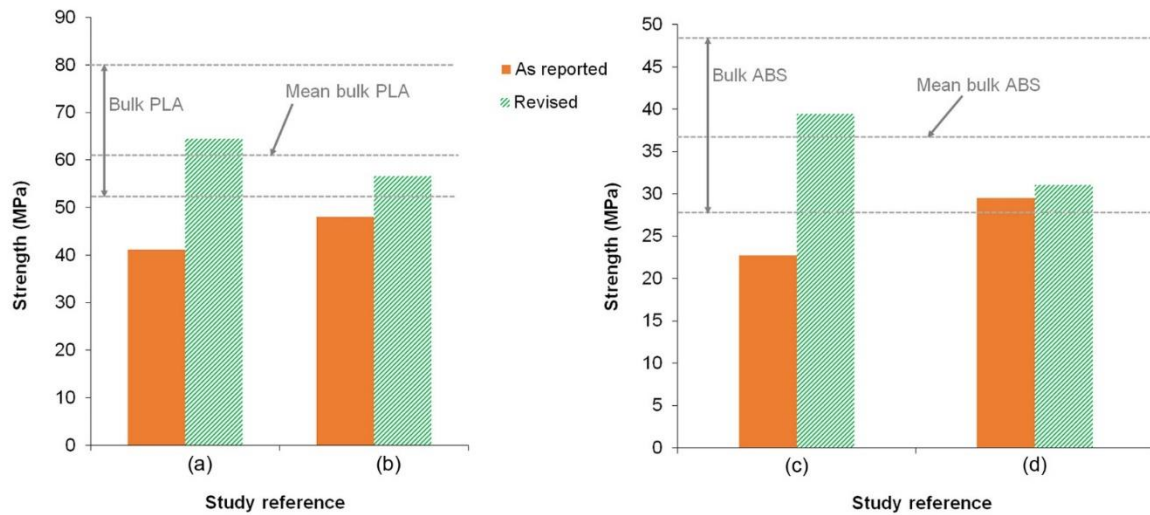 90
80
70
60
50
40
30
20
10
0
Strength (MPa)
Bulk PLA
Mean bulk PLA
(a)
(b)
Study reference
As reported
Revised
50
45
40
35
30
25
20
15
10
5
0
Strength (MPa)
Bulk ABS
Mean bulk ABS
(c)
(d)
Study reference